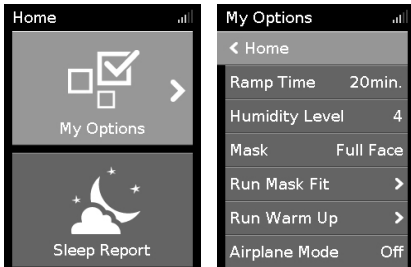 Home
My Options
Sleep Report
My Options
Home
Ramp Time 20min.
Humidity Level 4
Mask Full Face
Run Mask Fit
Run Warm Up
Airplane Mode Off